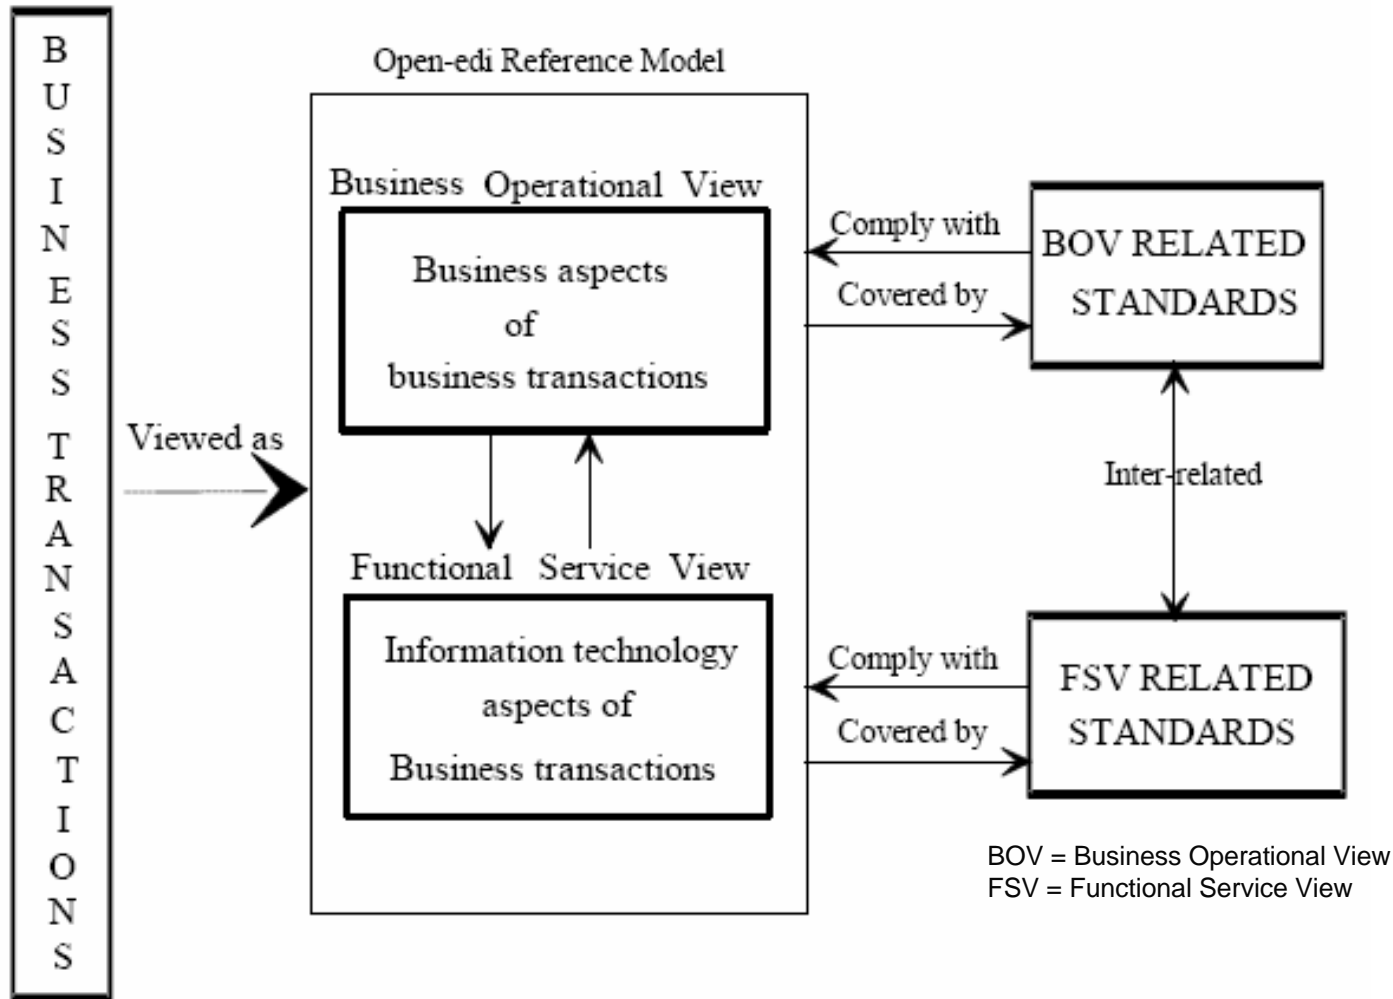 BUSINESS TRANSACTIONS
Viewed as
Open-edi Reference Model
Business Operational View
Business aspects
of
business transactions
Functional Service View
Information technology
aspects of
Business transactions
Comply with
Covered by
BOV RELATED
STANDARDS
Inter-related
Comply with
Covered by
FSV RELATED
STANDARDS
BOV = Business Operational View
FSV = Functional Service View